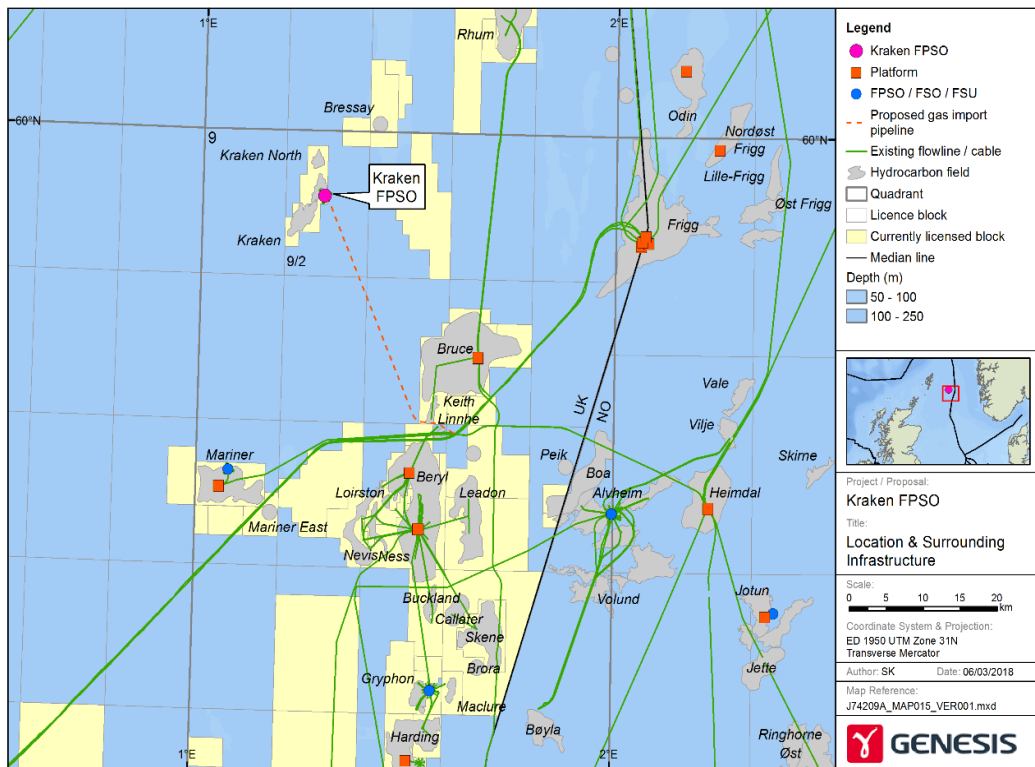 1°E
2°E
Rhum
Odin
Bressay
60°N
9
60°N
Nordøst
Frigg
Kraken North
Lille-Frigg
Kraken
FPSO
Øst Frigg
Frigg
Kraken
9/2
Bruce
Vale
UK
NO
Keith
Linnhe
Vilje
Mariner
Peik
Boa
Skirne
Beryl
Loirston
Leadon
Alvheim
Heimdal
Mariner East
Nevis
Ness
Buckland
Volund
Jotun
Callater
Skene
Brora
Jette
Gryphon
Maclure
Harding
Bøyla
Ringhorne
Øst
1°E
2°E
Legend
Kraken FPSO
Platform
FPSO / FSO / FSU
Proposed gas import
pipeline
Existing flowline / cable
Hydrocarbon field
Quadrant
Licence block
Currently licensed block
Median line
Depth (m)
50 - 100
100 - 250
Project / Proposal:
Kraken FPSO
Title:
Location & Surrounding
Infrastructure
Scale:
0 5 10 15 20
km
Coordinate System & Projection:
ED 1950 UTM Zone 31N
Transverse Mercator
Author: SK Date: 06/03/2018
Map Reference:
J74209A_MAP015_VER001.mxd
GENESIS